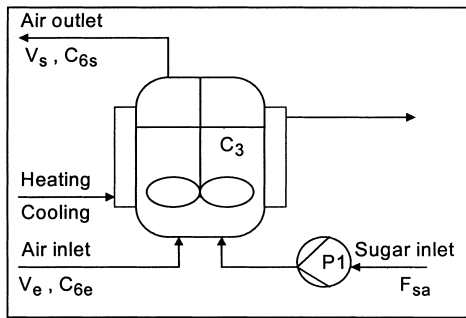 Air outlet
Vs , C6s
C3
Heating
Cooling
Air inlet
Ve , C6e
P1
Sugar inlet
Fsa